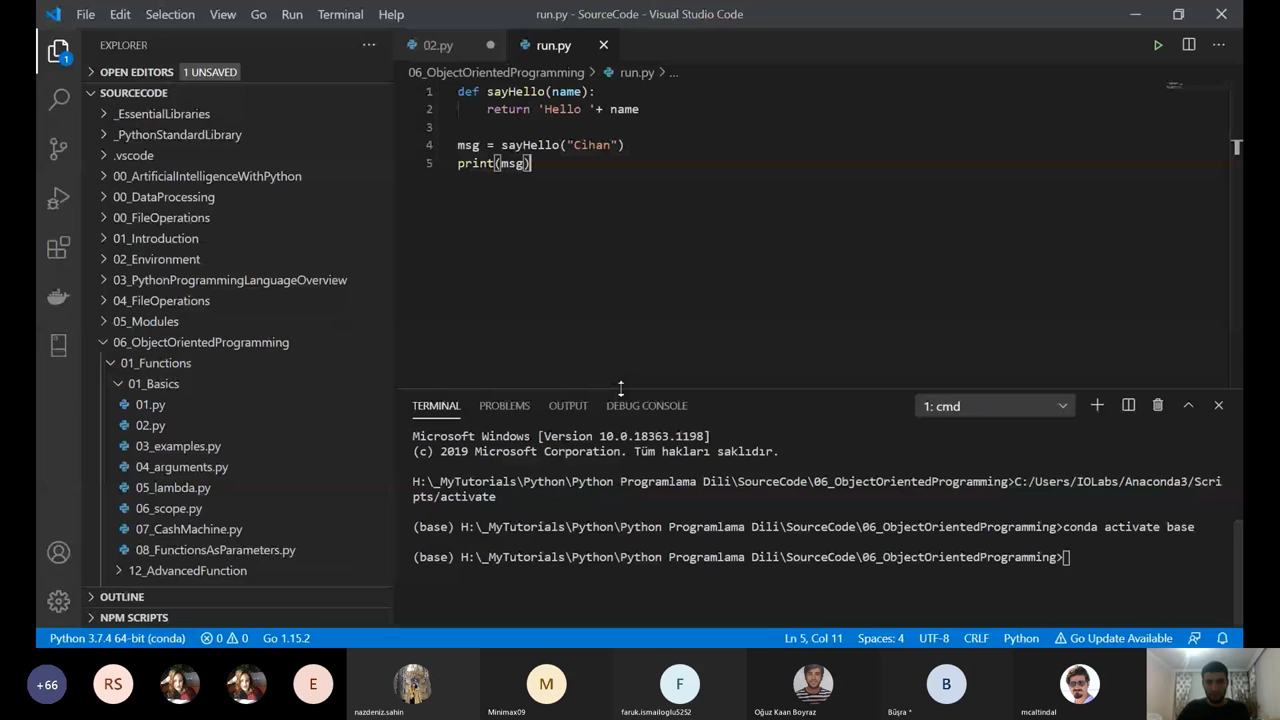 File Edit Selection View Go Run Terminal Help run.py - SourceCode - Visual Studio Code
EXPLORER
02.py
run.py
OPEN EDITORS 1 UNSAVED
06_ObjectOrientedProgramming > run.py > ...
SOURCECODE
_EssentialLibraries
_PythonStandardLibrary
.vscode
00_ArtificialIntelligenceWithPython
00_DataProcessing
00_FileOperations
01_Introduction
02_Environment
03_PythonProgrammingLanguageOverview
04_FileOperations
05_Modules
06_ObjectOrientedProgramming
01_Functions
01_Basics
01.py
02.py
03_examples.py
04_arguments.py
05_lambda.py
06_scope.py
07_CashMachine.py
08_FunctionsAsParameters.py
12_AdvancedFunction
OUTLINE
NPM SCRIPTS
1 def sayHello(name):
2 return 'Hello '+ name
3
4 msg = sayHello("Cihan")
5 print(msg)
TERMINAL PROBLEMS OUTPUT DEBUG CONSOLE 1: cmd
Microsoft Windows [Version 10.0.18363.1198]
(c) 2019 Microsoft Corporation. Tüm hakları saklıdır.
H:\_MyTutorials\Python\Python Programlama Dili\SourceCode\06_ObjectOrientedProgramming>C:/Users/IOLabs/Anaconda3/Scri
pts/activate
(base) H:\_MyTutorials\Python\Python Programlama Dili\SourceCode\06_ObjectOrientedProgramming>conda activate base
(base) H:\_MyTutorials\Python\Python Programlama Dili\SourceCode\06_ObjectOrientedProgramming>
1
Python 3.7.4 64-bit (conda) 0 0 Go 1.15.2 Ln 5, Col 11 Spaces: 4 UTF-8 CRLF Python Go Update Available
+66 RS E M F B
nazdeniz.sahin Minimax09 faruk.ismailoglu5252 Oğuz Kaan Boyraz Büşra * mcaltindal